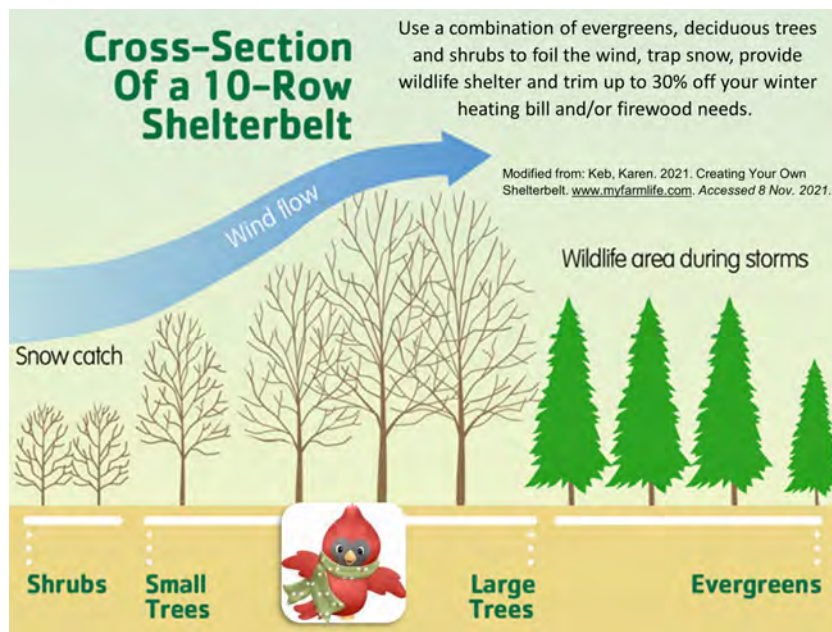 Cross-Section
Of a 10-Row
Shelterbelt
Use a combination of evergreens, deciduous trees
and shrubs to foil the wind, trap snow, provide
wildlife shelter and trim up to 30% off your winter
heating bill and/or firewood needs.
Modified from: Keb, Karen. 2021. Creating Your Own
Shelterbelt. www.myfarmlife.com. Accessed 8 Nov. 2021.
Wind flow
Wildlife area during storms
Snow catch
Shrubs
Small
Trees
Large
Trees
Evergreens